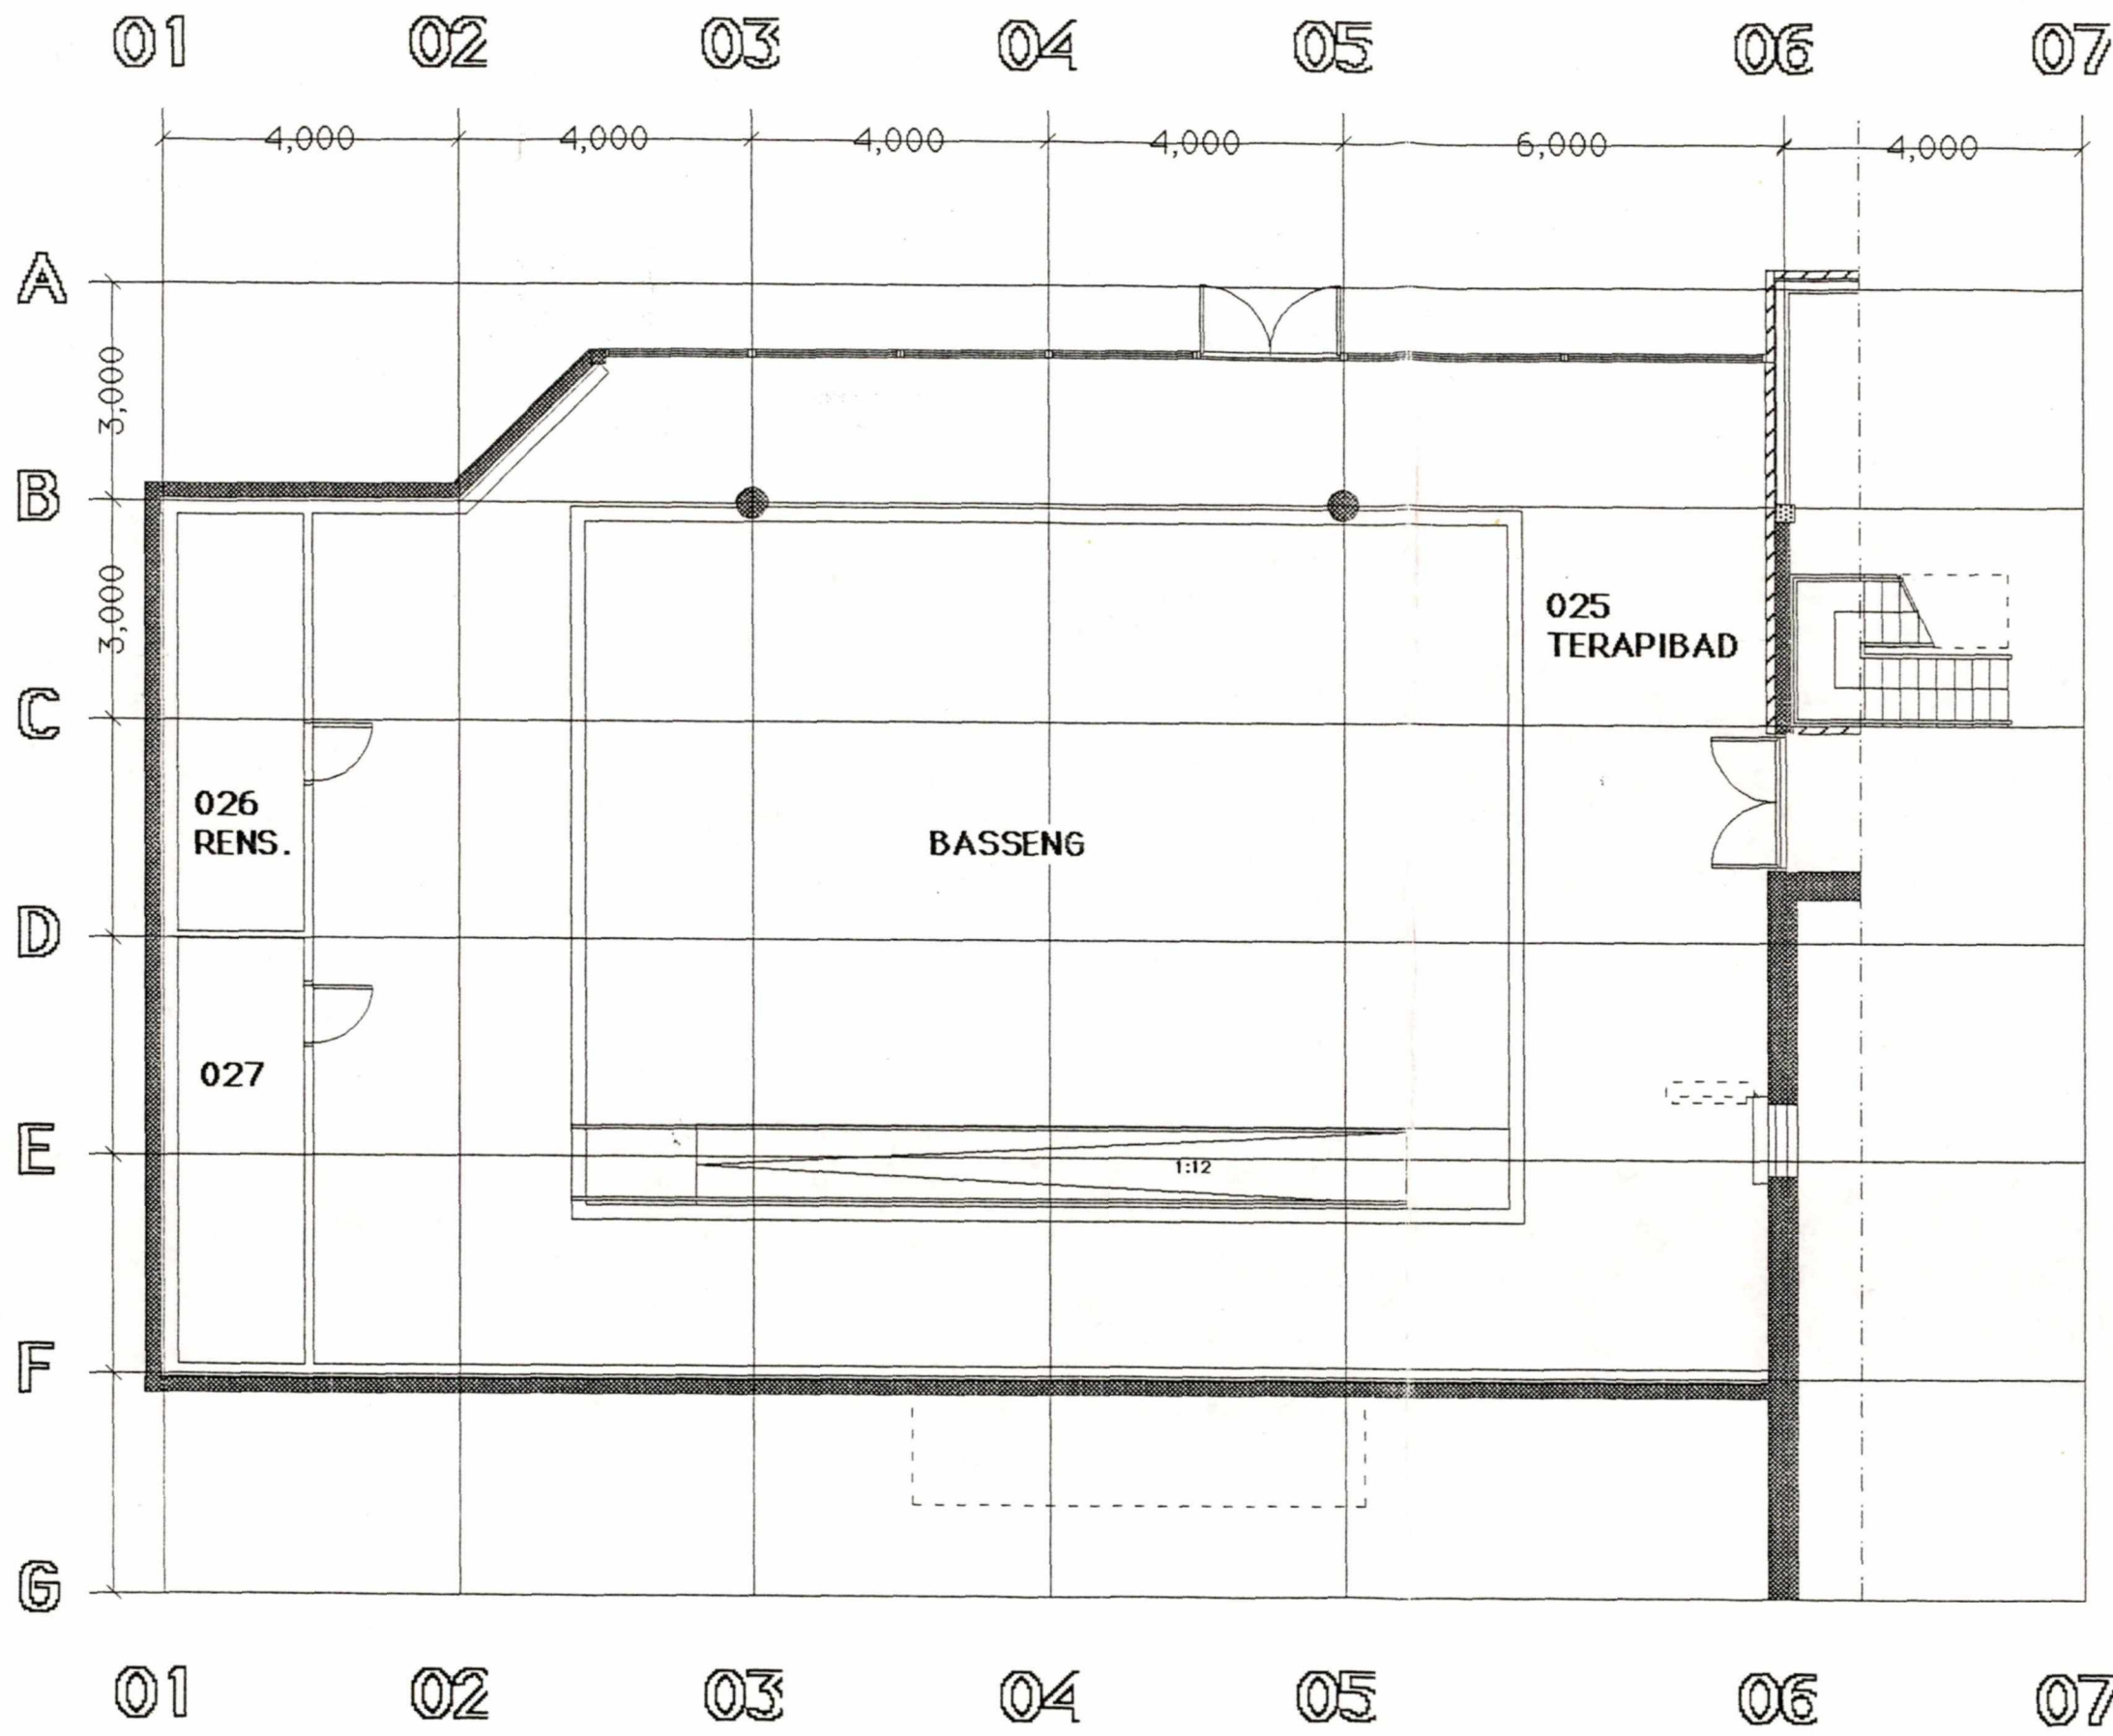 01 02 03 04 05 06 07
4,000 4,000 4,000 4,000 6,000 4,000
A
3,000
B
3,000
025
TERAPIBAD
C
026
RENS.
BASSENG
D
027
E
1:12
F
G
01 02 03 04 05 06 07